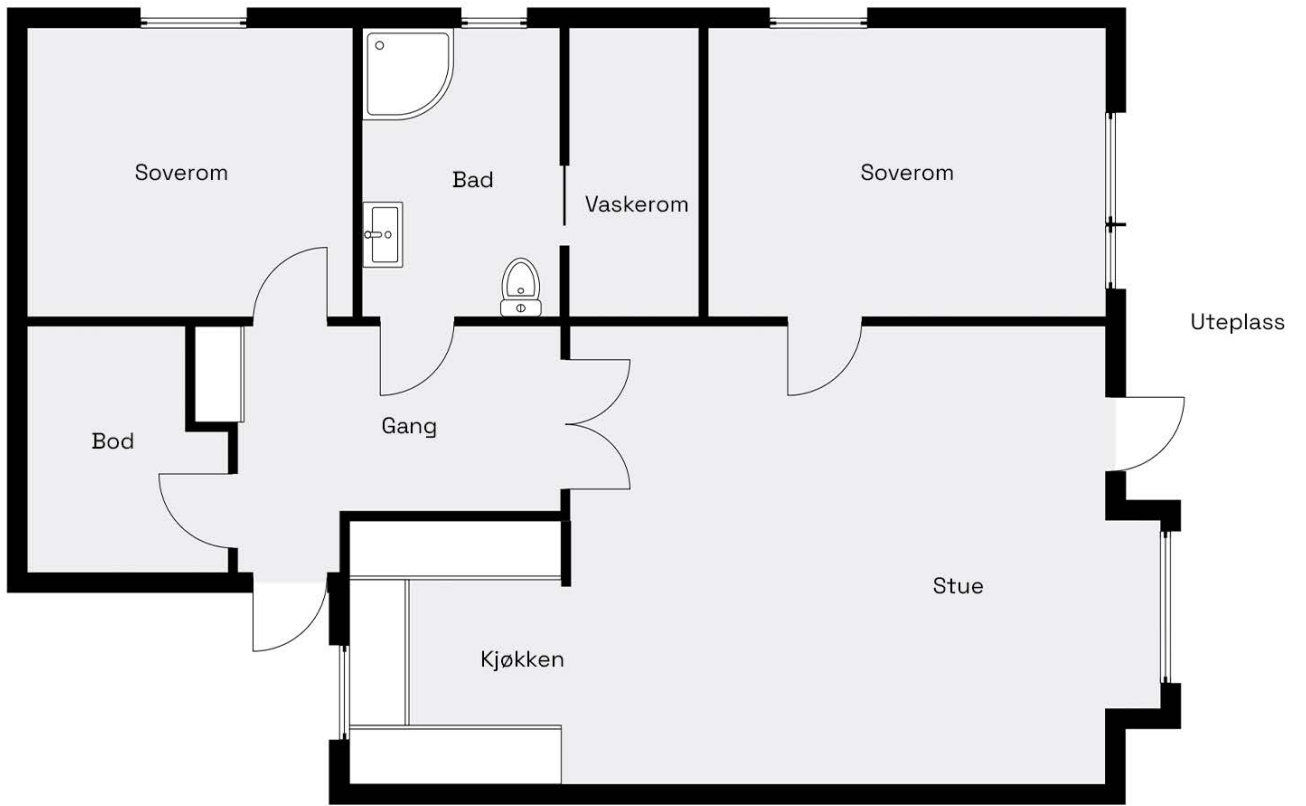 Soverom
Bad
Vaskerom
Soverom
Uteplass
Bod
Gang
Stue
Kjøkken